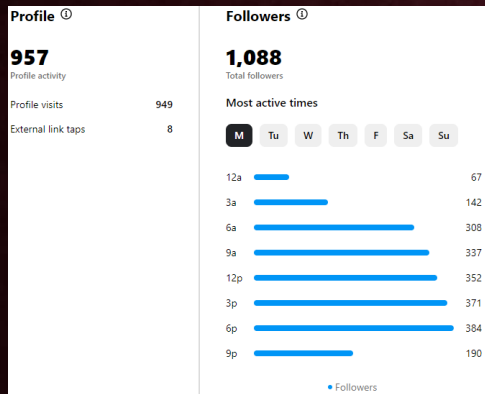 Profile
957
Profile activity
Profile visits 949
External link taps 8
Followers
1,088
Total followers
Most active times
M Tu W Th F Sa Su
12a 67
3a 142
6a 308
9a 337
12p 352
3p 371
6p 384
9p 190
Followers